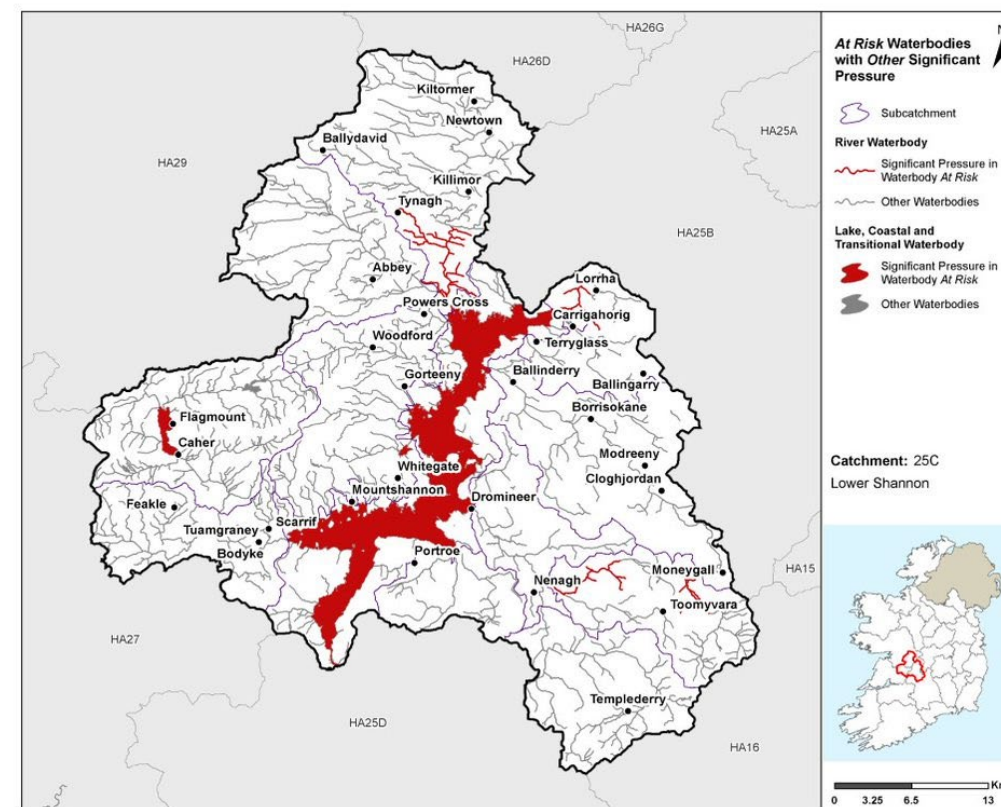 HA26G
HA26D
HA25A
HA29
HA25B
HA15
HA27
HA25D
HA16
Kiltormer
Newtown
Ballydavid
Killimor
Tynagh
Abbey
Lorrha
Powers Cross
Carrigahorig
Woodford
Terryglass
Gorteeny
Ballinderry
Ballingarry
Borrisokane
Flagmount
Caher
Modreeny
Whitegate
Cloghjordan
Mountshannon
Dromineer
Feakle
Scarrif
Tuamgraney
Bodyke
Portroe
Moneygall
Nenagh
Toomyvara
Templederry
At Risk Waterbodies
with Other Significant
Pressure
N
Subcatchment
River Waterbody
Significant Pressure in
Waterbody At Risk
Other Waterbodies
Lake, Coastal and
Transitional Waterbody
Significant Pressure in
Waterbody At Risk
Other Waterbodies
Catchment: 25C
Lower Shannon
0 3.25 6.5 13